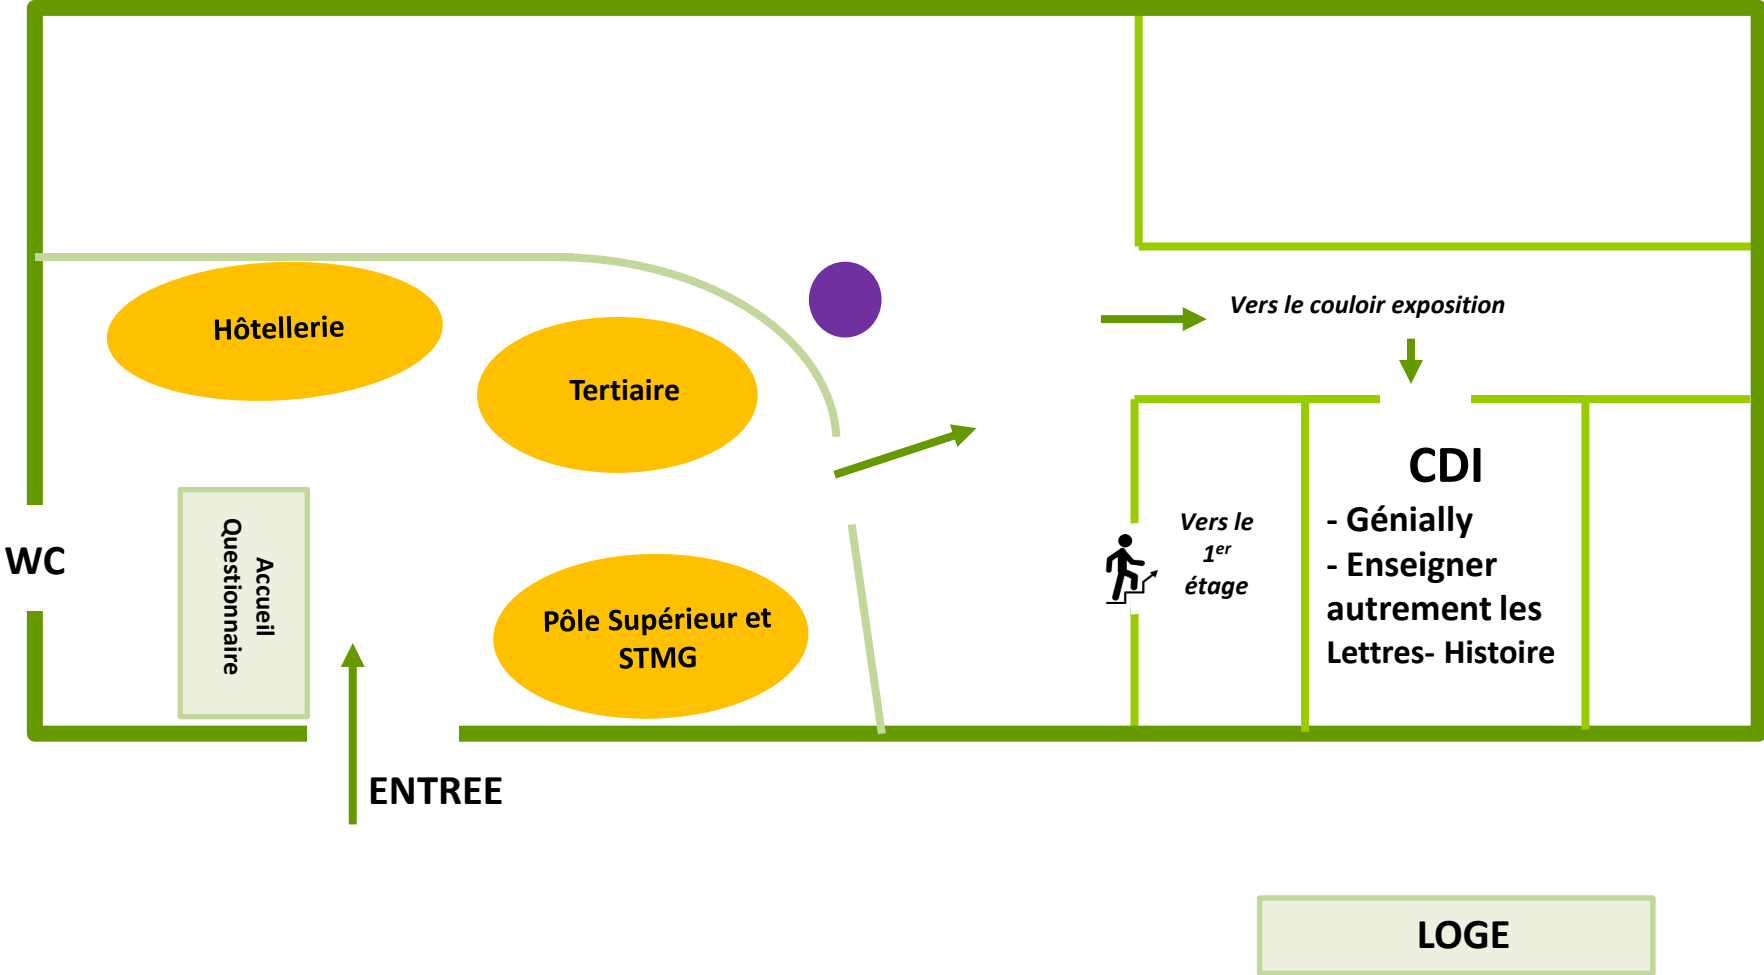 Vers le couloir exposition
Hôtellerie
Tertiaire
CDI
- Génially
- Enseigner
autrement les
Lettres- Histoire
Vers le
1er
étage
WC
Accueil
Questionnaire
Pôle Supérieur et
STMG
ENTREE
LOGE